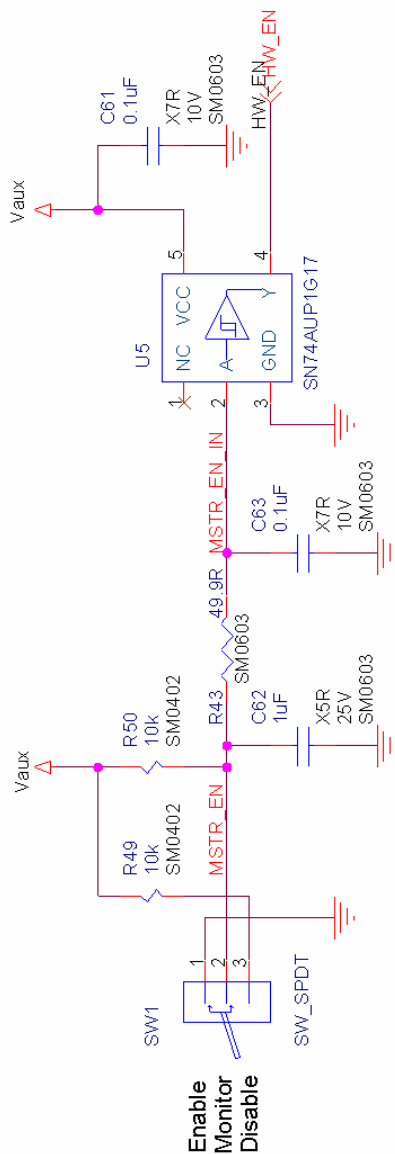 Enable
Monitor
Disable
SW1
1
2
3
SW_SPDT
Vaux
R49
10k
SM0402
R50
10k
SM0402
MSTR_EN
R43
49.9R
SM0603
C62
1uF
X5R
25V
SM0603
MSTR_EN_IN
C63
0.1uF
X7R
10V
SM0603
U5
1
2
3
NC
VCC
A
Y
GND
5
4
SN74AUP1G17
Vaux
C61
0.1uF
X7R
10V
SM0603
HW_EN
HW_EN